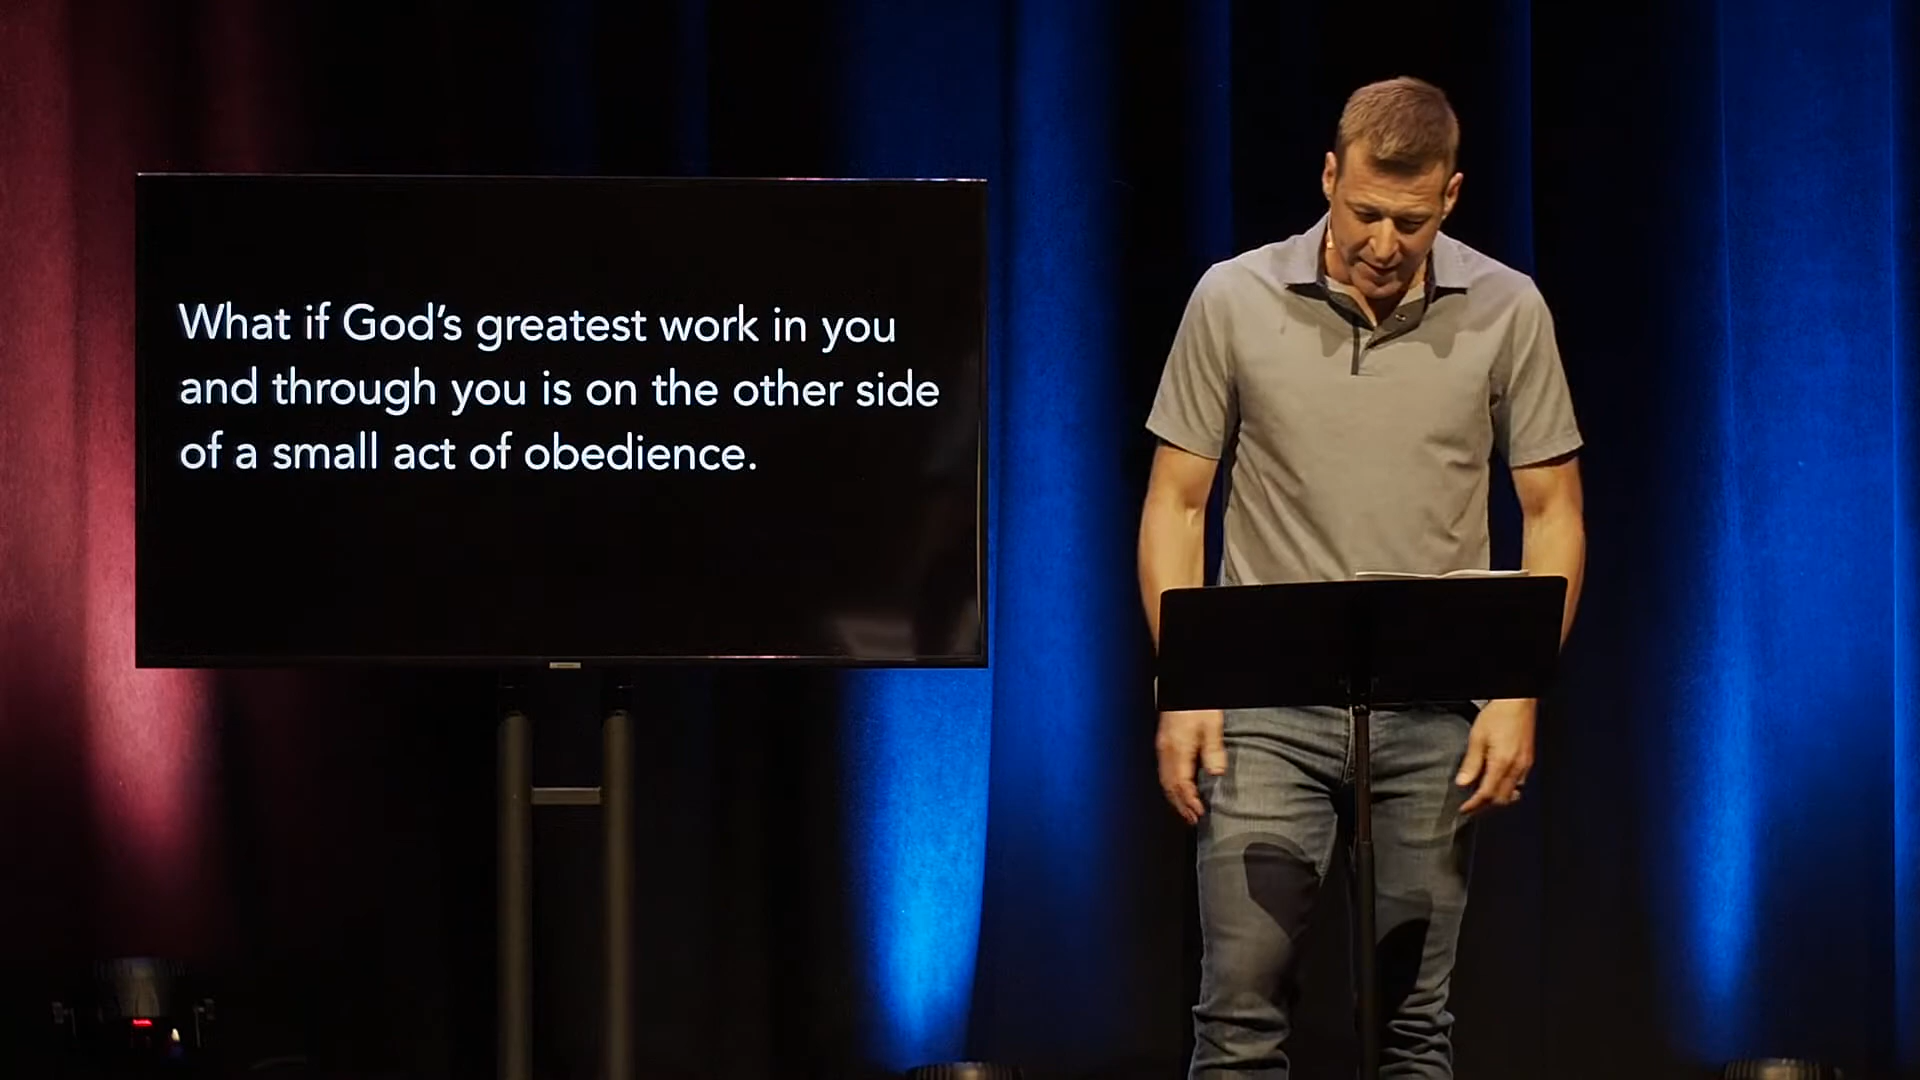 What if God’s greatest work in you
and through you is on the other side
of a small act of obedience.